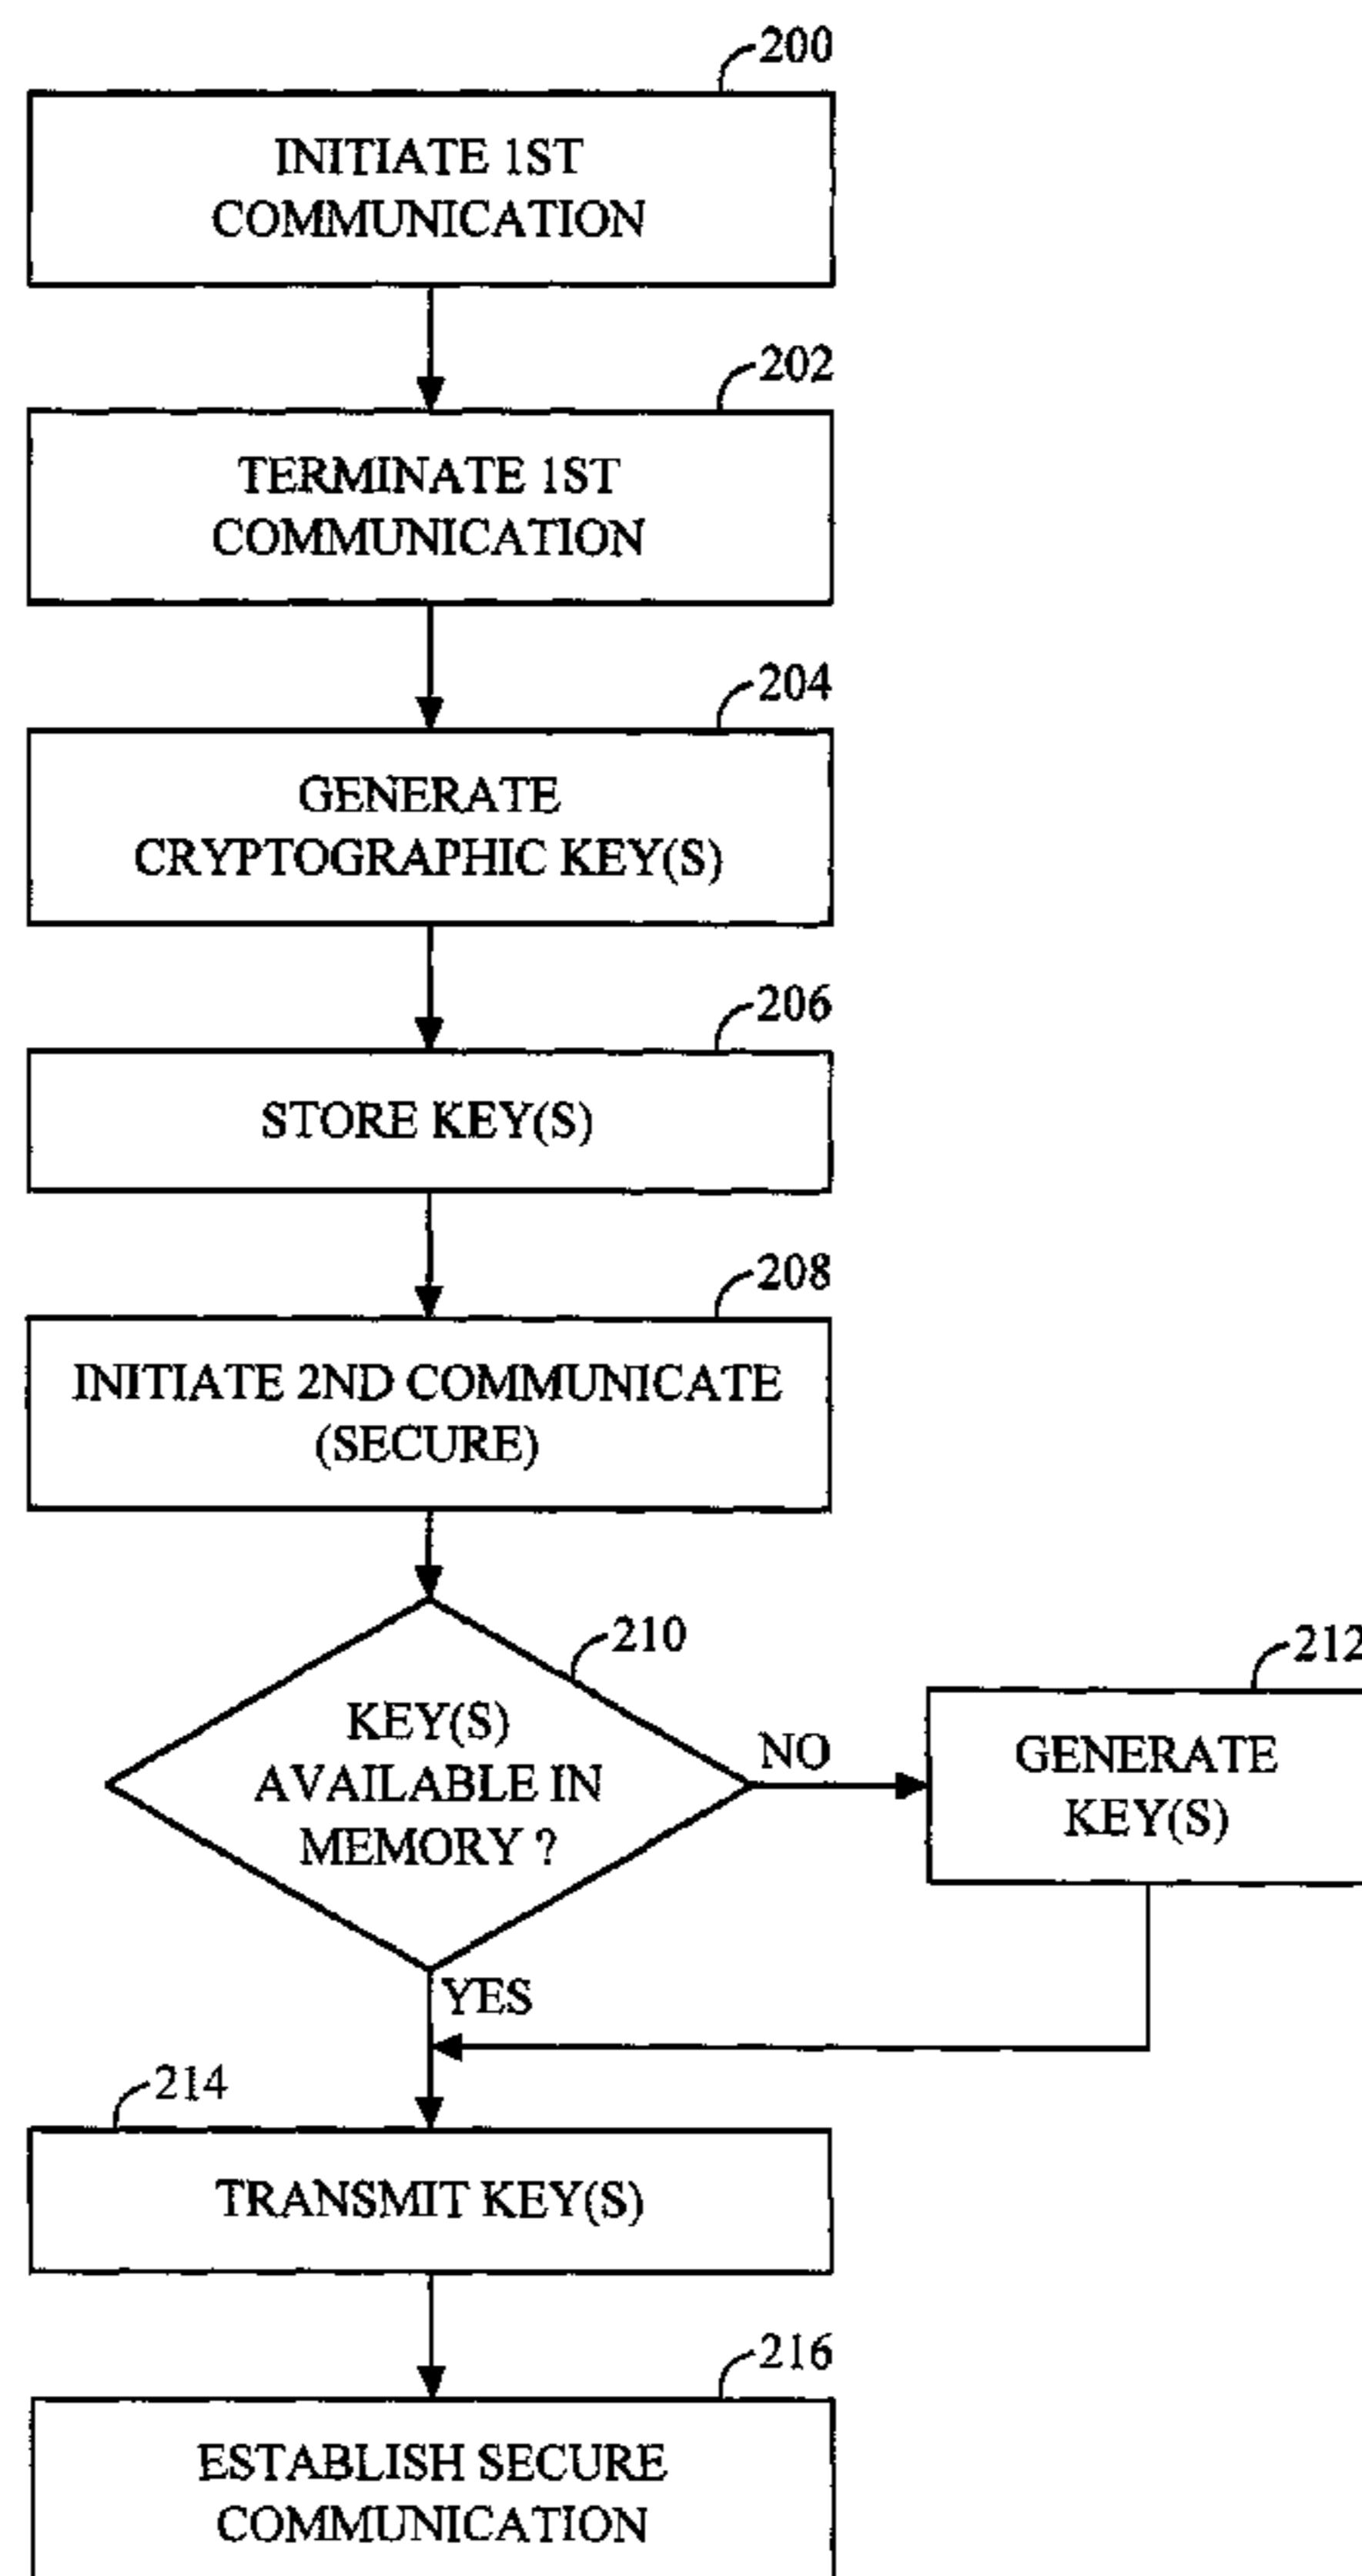 200
INITIATE 1ST
COMMUNICATION
202
TERMINATE 1ST
COMMUNICATION
204
GENERATE
CRYPTOGRAPHIC KEY(S)
206
STORE KEY(S)
208
INITIATE 2ND COMMUNICATE
(SECURE)
210
KEY(S)
AVAILABLE IN
MEMORY ?
NO
212
GENERATE
KEY(S)
YES
214
TRANSMIT KEY(S)
216
ESTABLISH SECURE
COMMUNICATION